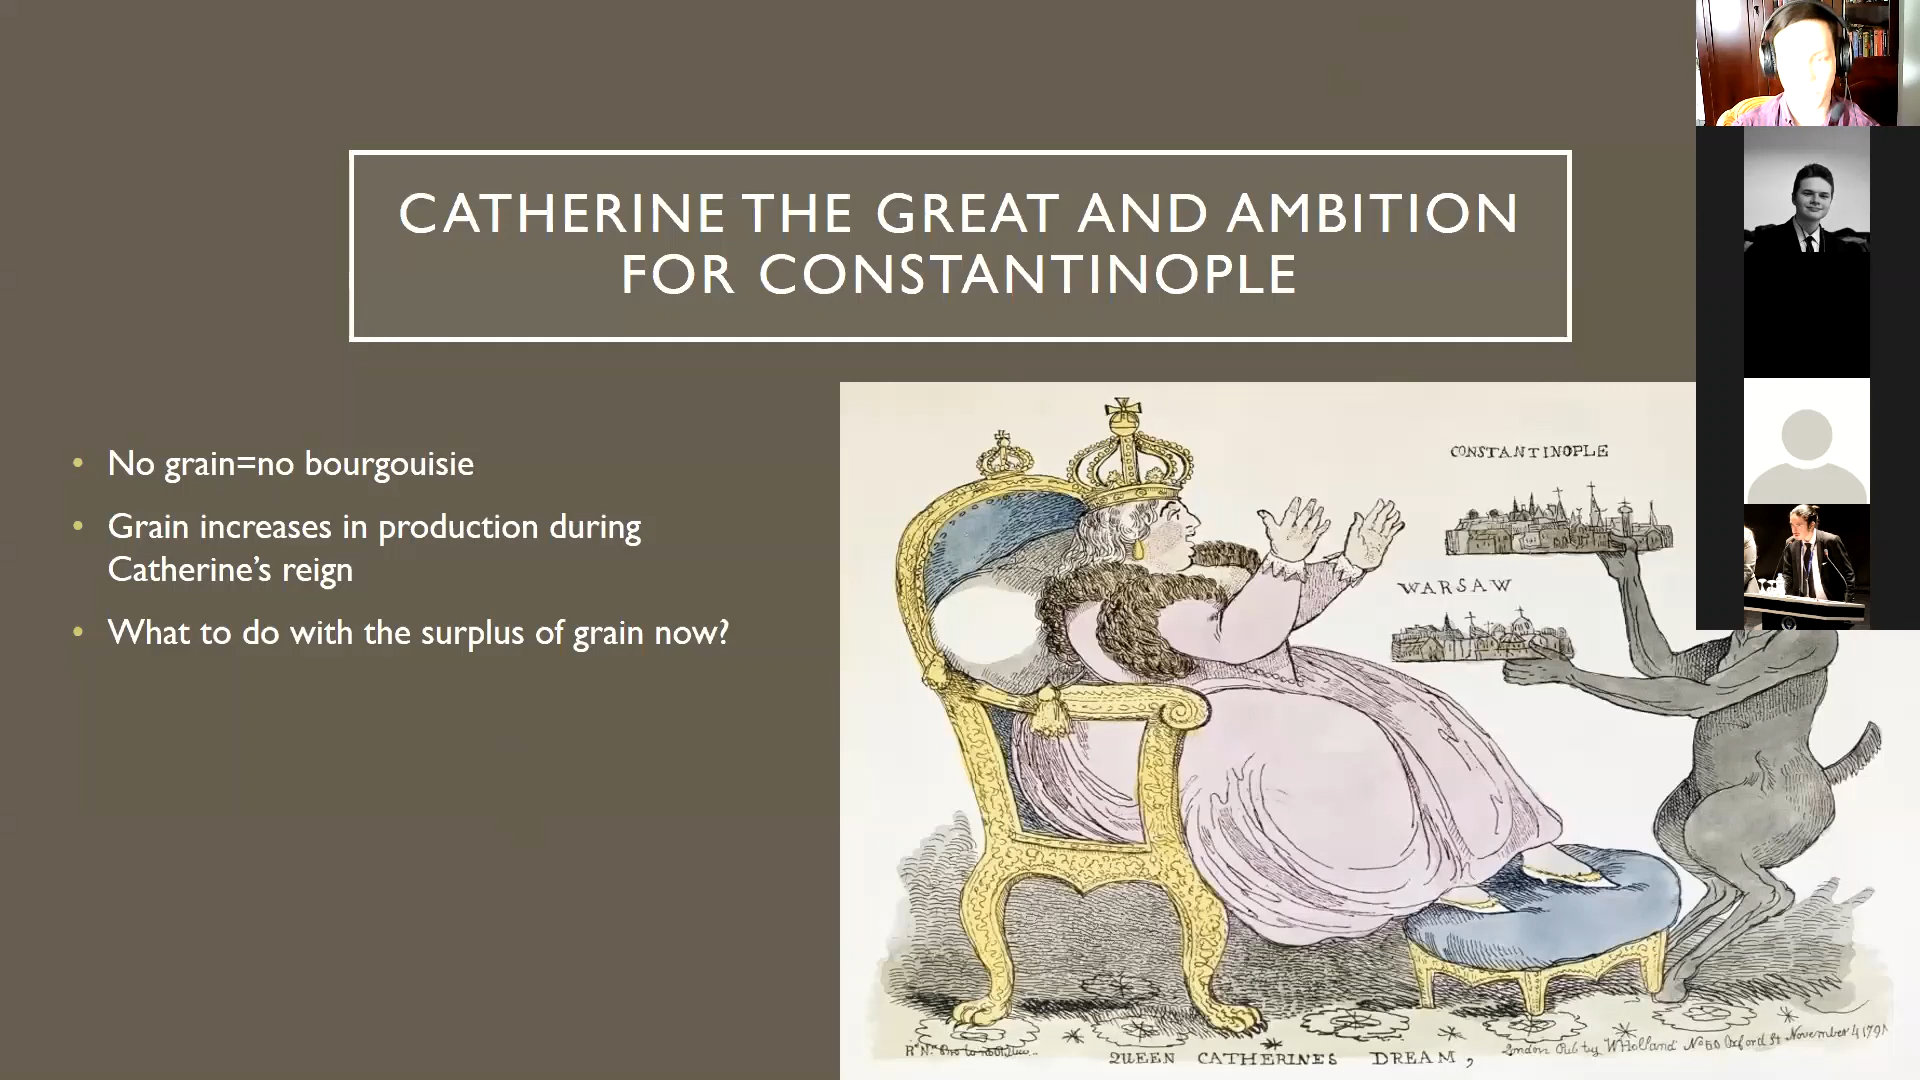 CATHERINE THE GREAT AND AMBITION
FOR CONSTANTINOPLE
• No grain=no bourgouisie
• Grain increases in production during
Catherine's reign
• What to do with the surplus of grain now?
CONSTANTINOPLE
WARSAW
QUEEN CATHERINES DREAM,
London Pub by W Holland No 50 Oxford St November 4 1791